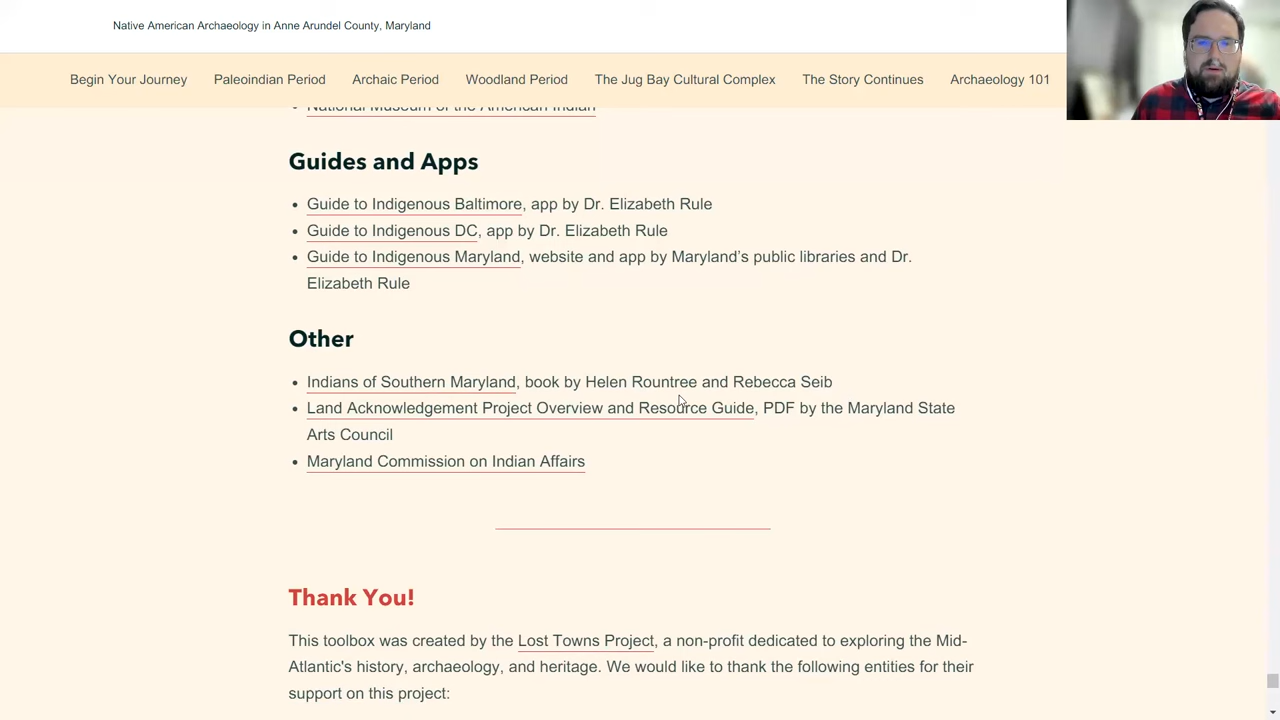 Native American Archaeology in Anne Arundel County, Maryland
Begin Your Journey Paleoindian Period Archaic Period Woodland Period The Jug Bay Cultural Complex The Story Continues Archaeology 101
National Museum of the American Indian
Guides and Apps
Guide to Indigenous Baltimore, app by Dr. Elizabeth Rule
Guide to Indigenous DC, app by Dr. Elizabeth Rule
Guide to Indigenous Maryland, website and app by Maryland’s public libraries and Dr.
Elizabeth Rule
Other
Indians of Southern Maryland, book by Helen Rountree and Rebecca Seib
Land Acknowledgement Project Overview and Resource Guide, PDF by the Maryland State
Arts Council
Maryland Commission on Indian Affairs
Thank You!
This toolbox was created by the Lost Towns Project, a non-profit dedicated to exploring the Mid-
Atlantic's history, archaeology, and heritage. We would like to thank the following entities for their
support on this project: